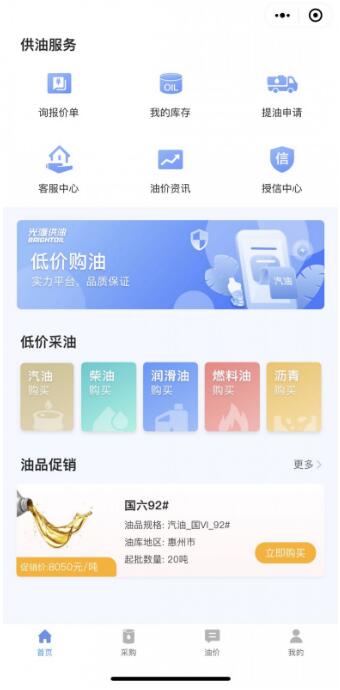 供油服务
询报价单
我的库存
OIL
提油申请
客服中心
油价资讯
信
授信中心
光汇供油
BRIGHTOIL
低价购油
实力平台，品质保证
汽油
低价采油
汽油
购买
柴油
购买
润滑油
购买
燃料油
购买
沥青
购买
油品促销
更多
国六92#
油品规格: 汽油_国VI_92#
油库地区: 惠州市
起批数量: 20吨
立即购买
促销价:8050元/吨
首页
采购
油价
我的